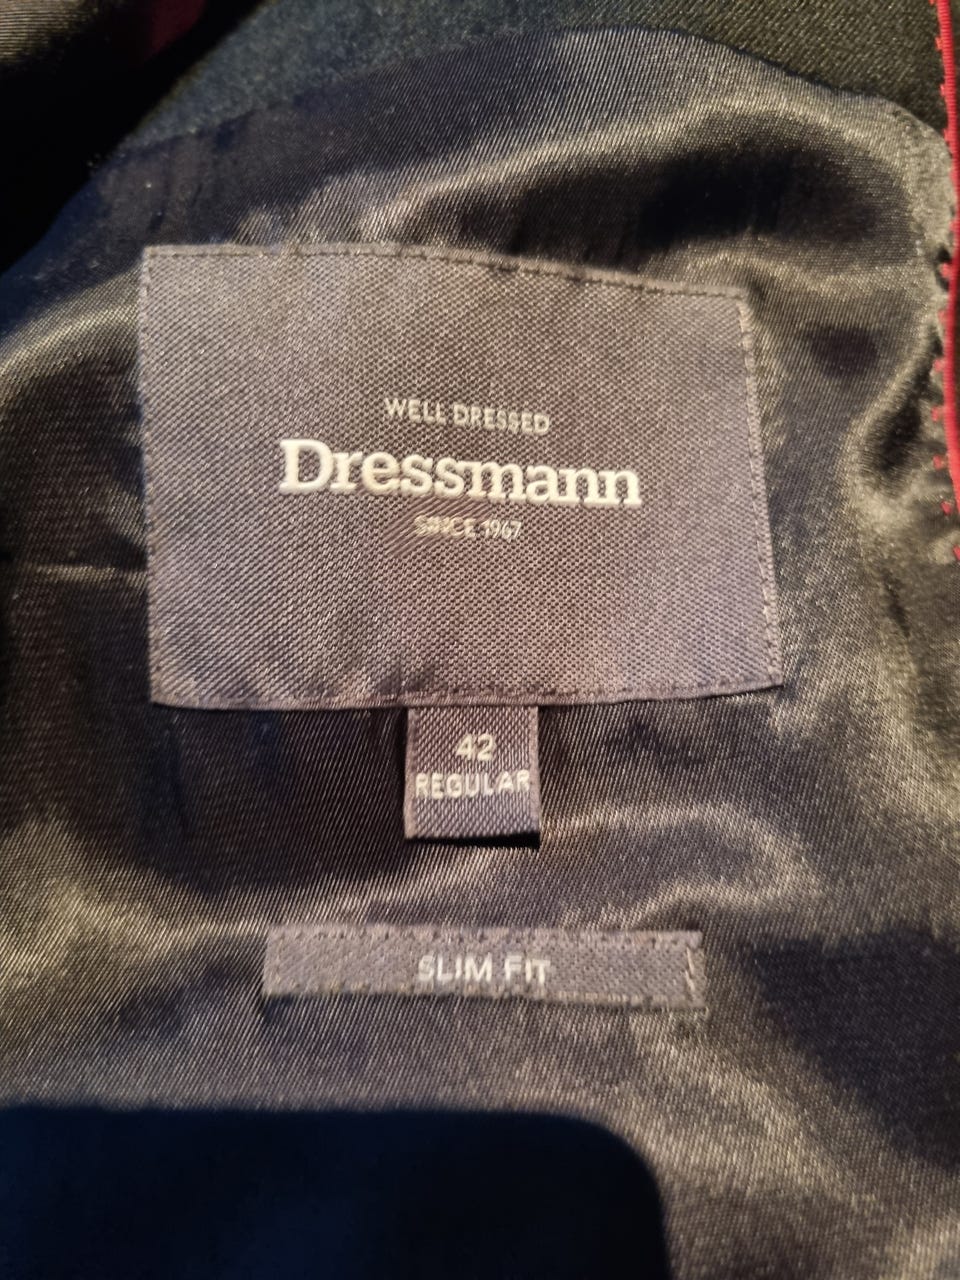 WELL DRESSED
Dressmann
SINCE 1967
42
REGULAR
SLIM FIT